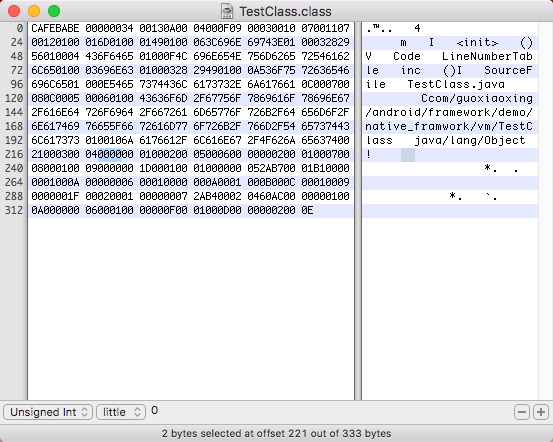 TestClass.class
0 CAFEBABE 00000034 00130A00 04000F09 00030010 07001107 .™.. 4
24 00120100 016D0100 01490100 063C696E 69743E01 00032829 m I <init> ()
48 56010004 436F6465 01000F4C 696E654E 756D6265 72546162 V Code LineNumberTab
72 6C650100 03696E63 01000328 29490100 0A536F75 72636546 le inc ()I SourceF
96 696C6501 000E5465 7374436C 6173732E 6A617661 0C000700 ile TestClass.java
120 080C0005 00060100 43636F6D 2F67756F 7869616F 78696E67 Ccom/guoxiaoxing
144 2F616E64 726F6964 2F667261 6D65776F 726B2F64 656D6F2F /android/framework/demo/
168 6E617469 76655F66 72616D77 6F726B2F 766D2F54 65737443 native_framwork/vm/TestC
192 6C617373 0100106A 6176612F 6C616E67 2F4F626A 65637400 lass java/lang/Object
216 21000300 04000000 01000200 05000600 00000200 01000700 !
240 08000100 09000000 1D000100 01000000 052AB700 01B10000 *. .
264 0001000A 00000006 00010000 000A0001 000B000C 00010009
288 0000001F 00020001 00000007 2AB40002 0460AC00 00000100 *. `.
312 0A000000 06000100 00000F00 01000D00 00000200 0E
Unsigned Int little 0
2 bytes selected at offset 221 out of 333 bytes